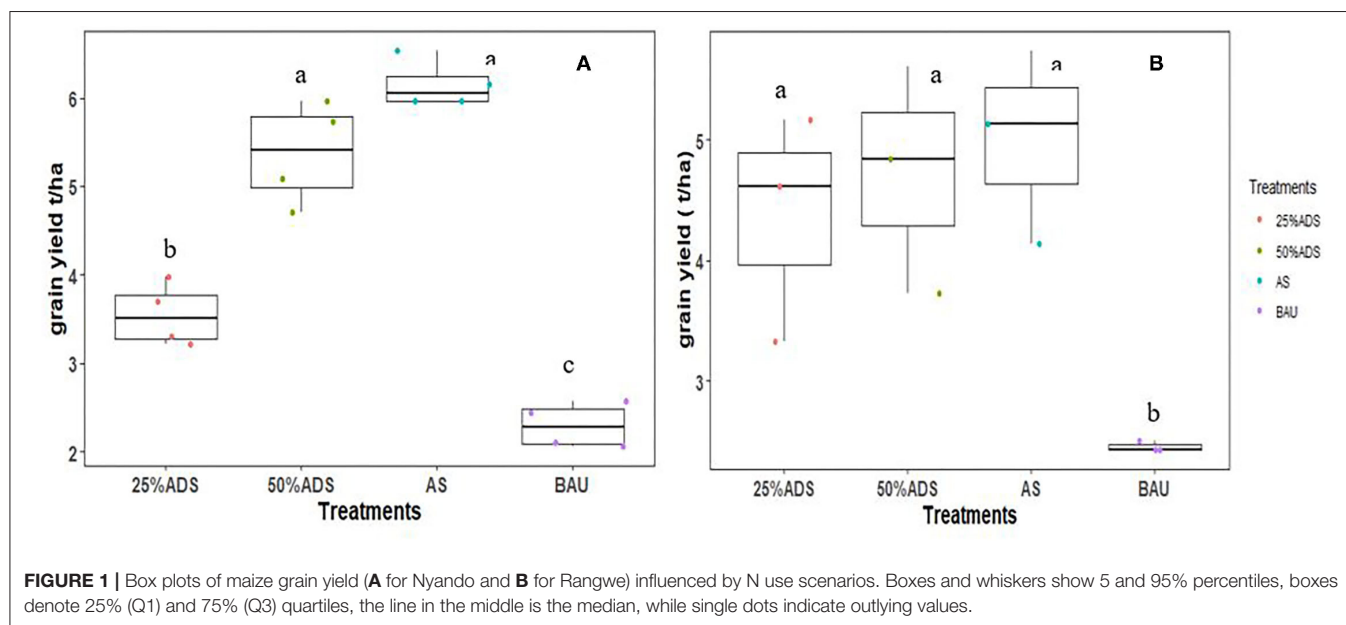 A
a
a
b
c
grain yield t/ha
6
5
4
3
2
25%ADS 50%ADS AS BAU
Treatments
B
a
a
a
b
grain yield ( t/ha)
5
4
3
25%ADS 50%ADS AS BAU
Treatments
Treatments
25%ADS
50%ADS
AS
BAU
FIGURE 1 | Box plots of maize grain yield (A for Nyando and B for Rangwe) influenced by N use scenarios. Boxes and whiskers show 5 and 95% percentiles, boxes
denote 25% (Q1) and 75% (Q3) quartiles, the line in the middle is the median, while single dots indicate outlying values.